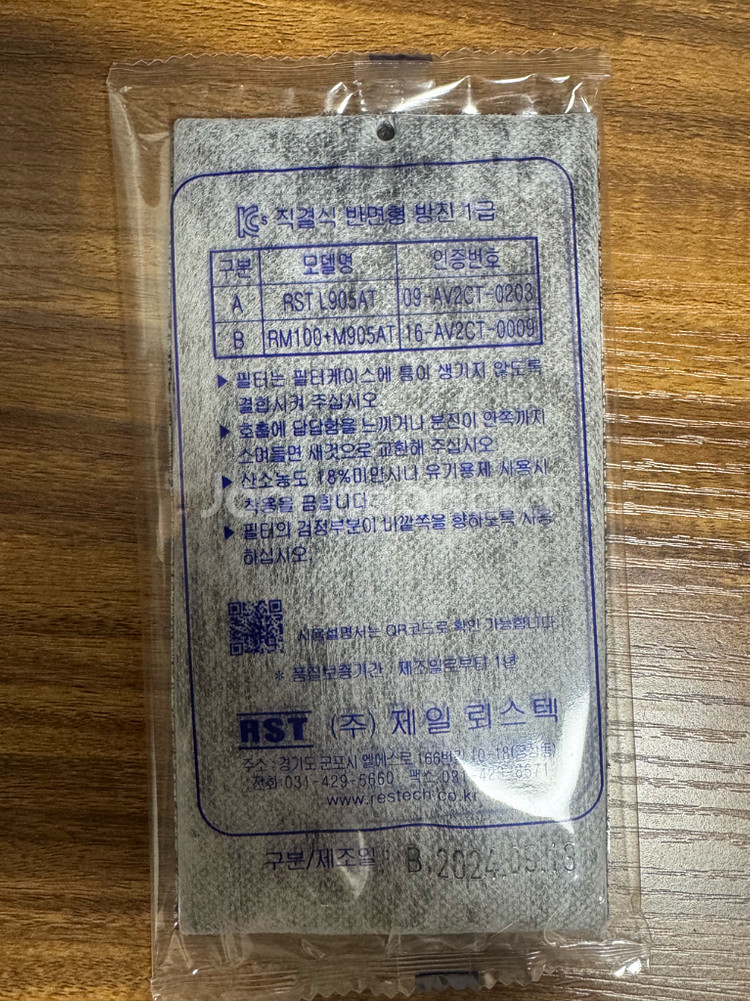 KCs 직결식 반면형 방진 1급
구분 모델명 인증번호
A RST L905AT 09-AV2CT-0203
B RM100+M905AT 16-AV2CT-0009
▶ 필터는 필터케이스에 틈이 생기지 않도록
결합시켜 주십시오
▶ 호흡에 답답함을 느끼거나 분진이 안쪽까지
스며들면 새것으로 교환해 주십시오
▶ 산소농도 18%미만시나 유기용제 사용시
착용을 금합니다
▶ 필터의 검정부분이 바깥쪽을 향하도록 사용
하십시오
사용설명서는 QR코드로 확인 가능합니다.
* 품질보증기간 : 제조일로부터 1년
RST (주) 제일 뢰스텍
주소 : 경기도 군포시 엘에스로 166번길 10-18
전화:031-429-5660 팩스
www.restech.co.kr
구분/제조일 : B. 2024.09.13